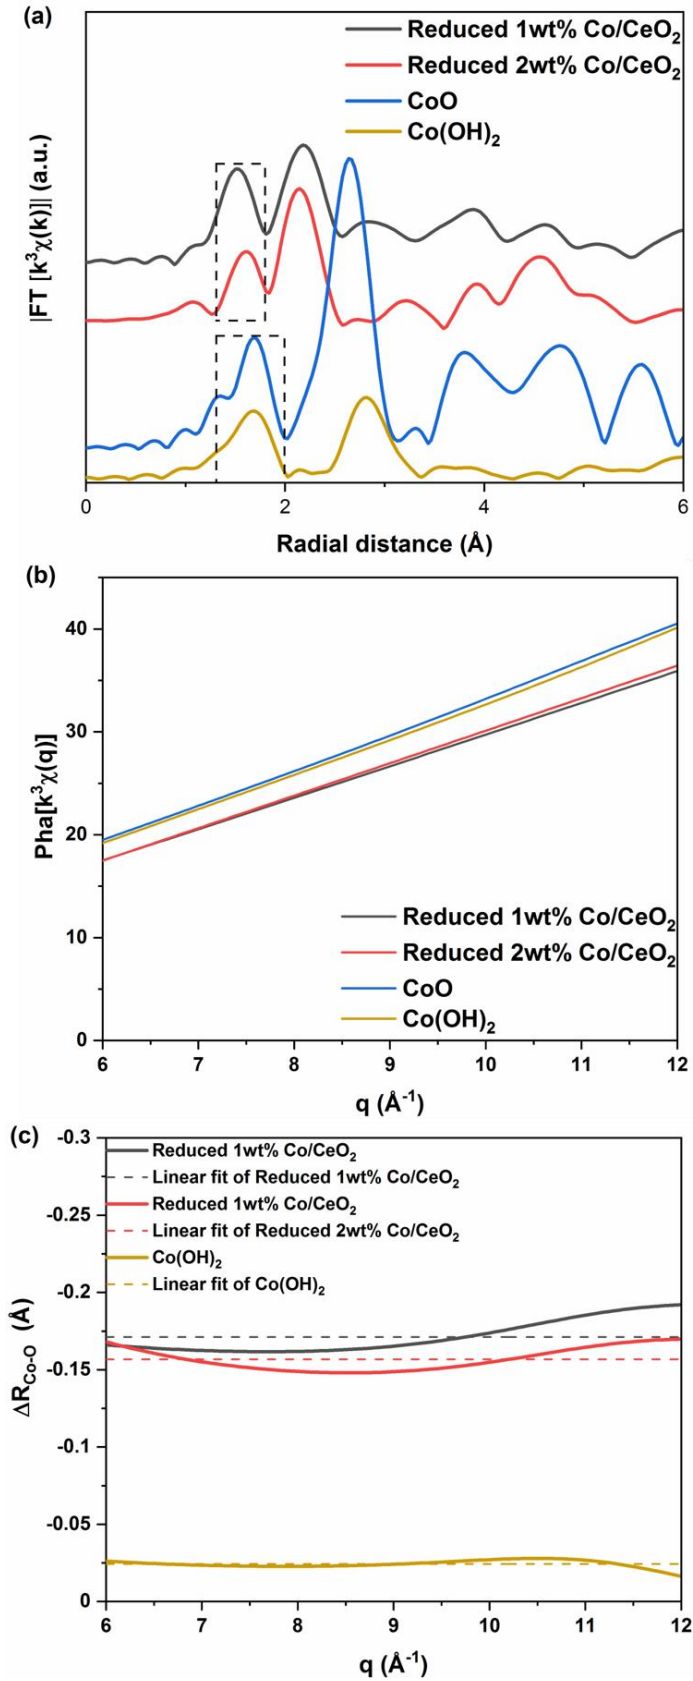 (a)
Reduced 1wt% Co/CeO₂
Reduced 2wt% Co/CeO₂
CoO
Co(OH)₂
|FT [k³χ(k)]| (a.u.)
0 2 4 6
Radial distance (Å)
(b)
40
30
20
10
0
Pha[k³χ(q)]
Reduced 1wt% Co/CeO₂
Reduced 2wt% Co/CeO₂
CoO
Co(OH)₂
6 7 8 9 10 11 12
q (Å⁻¹)
(c)
-0.3
-0.25
-0.2
-0.15
-0.1
-0.05
0
ΔR_Co-O (Å)
Reduced 1wt% Co/CeO₂
Linear fit of Reduced 1wt% Co/CeO₂
Reduced 1wt% Co/CeO₂
Linear fit of Reduced 2wt% Co/CeO₂
Co(OH)₂
Linear fit of Co(OH)₂
6 7 8 9 10 11 12
q (Å⁻¹)